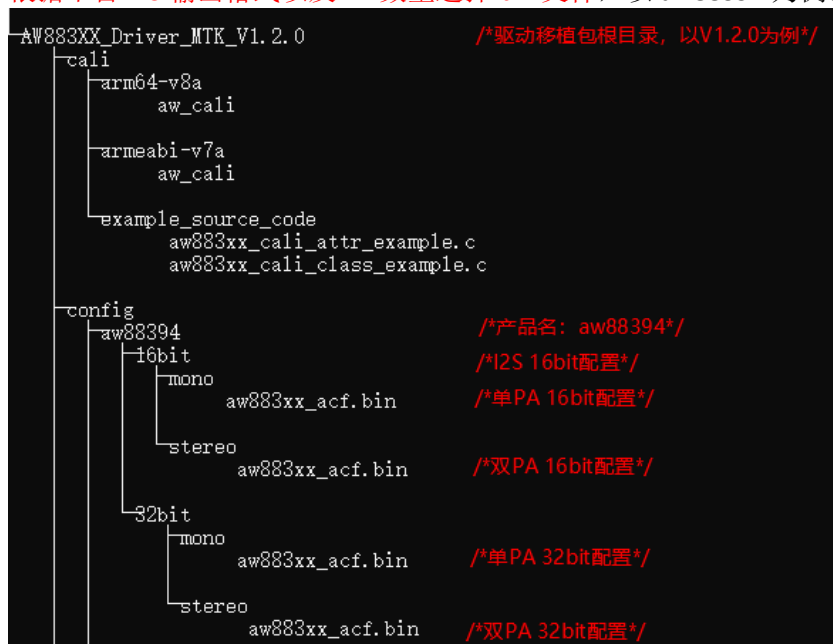 AW883XX_Driver_MTK_V1.2.0 /*驱动移植包根目录，以V1.2.0为例*/
cali
arm64-v8a
aw_cali
armeabi-v7a
aw_cali
example_source_code
aw883xx_cali_attr_example.c
aw883xx_cali_class_example.c
config
aw88394 /*产品名：aw88394*/
16bit /*I2S 16bit配置*/
mono
aw883xx_acf.bin /*单PA 16bit配置*/
stereo
aw883xx_acf.bin /*双PA 16bit配置*/
32bit
mono
aw883xx_acf.bin /*单PA 32bit配置*/
stereo
aw883xx_acf.bin /*双PA 32bit配置*/